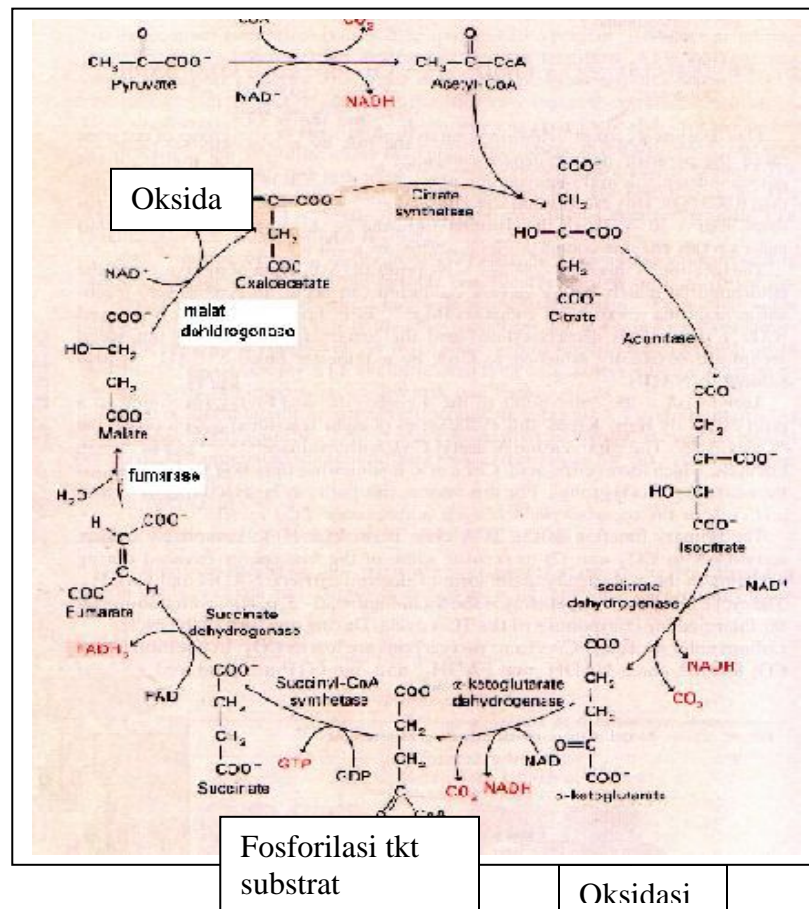 CO₂
O
CH₃—C—COO⁻
Pyruvate
NAD⁺
NADH
O
CH₃—C—CoA
Acetyl-CoA
Oksida
C—COO⁻
CH₂
COO
Oxaloacetate
Citrate
synthetase
COO⁻
CH₂
HO—C—COO
CH₂
COO⁻
Citrate
NAD⁺
malat
dehidrogenase
COO⁻
HO—CH₂
CH₂
COO⁻
Malate
Aconitase
COO
CH₂
CH—COO⁻
HO—CH
COO⁻
Isocitrate
H₂O
fumarase
H
COO⁻
C
C
COO
H
Fumarate
isocitrate
dehydrogenase
NAD⁺
NADH
CO₂
Succinate
dehydrogenase
FADH₂
FAD
COO⁻
CH₂
CH₂
COO⁻
Succinate
Succinyl-CoA
synthetase
GTP
GDP
COO
CH₂
CH₂
C
O
CoA
α-ketoglutarate
dehydrogenase
CO₂
NADH
NAD
COO⁻
CH₂
CH₂
O=C
COO⁻
α-ketoglutarate
Fosforilasi tkt
substrat
Oksidasi